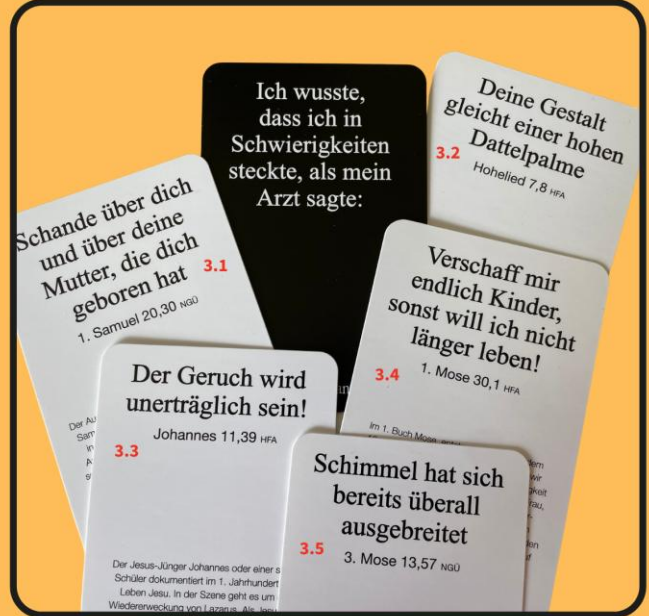 Ich wusste,
dass ich in
Schwierigkeiten
steckte, als mein
Arzt sagte:
Deine Gestalt
gleicht einer hohen
Dattelpalme
3.2
Hohelied 7,8 HFA
Schande über dich
und über deine
Mutter, die dich
geboren hat
3.1
1. Samuel 20,30 NGÜ
Verschaff mir
endlich Kinder,
sonst will ich nicht
länger leben!
3.4
1. Mose 30,1 HFA
Im 1. Buch Mose
Der Geruch wird
unerträglich sein!
Johannes 11,39 HFA
3.3
Der Jesus-Jünger Johannes oder einer s
Schüler dokumentiert im 1. Jahrhundert
Leben Jesu. In der Szene geht es um
Wiedererweckung von Lazarus. Als Jesu
Schimmel hat sich
bereits überall
ausgebreitet
3.5
3. Mose 13,57 NGÜ